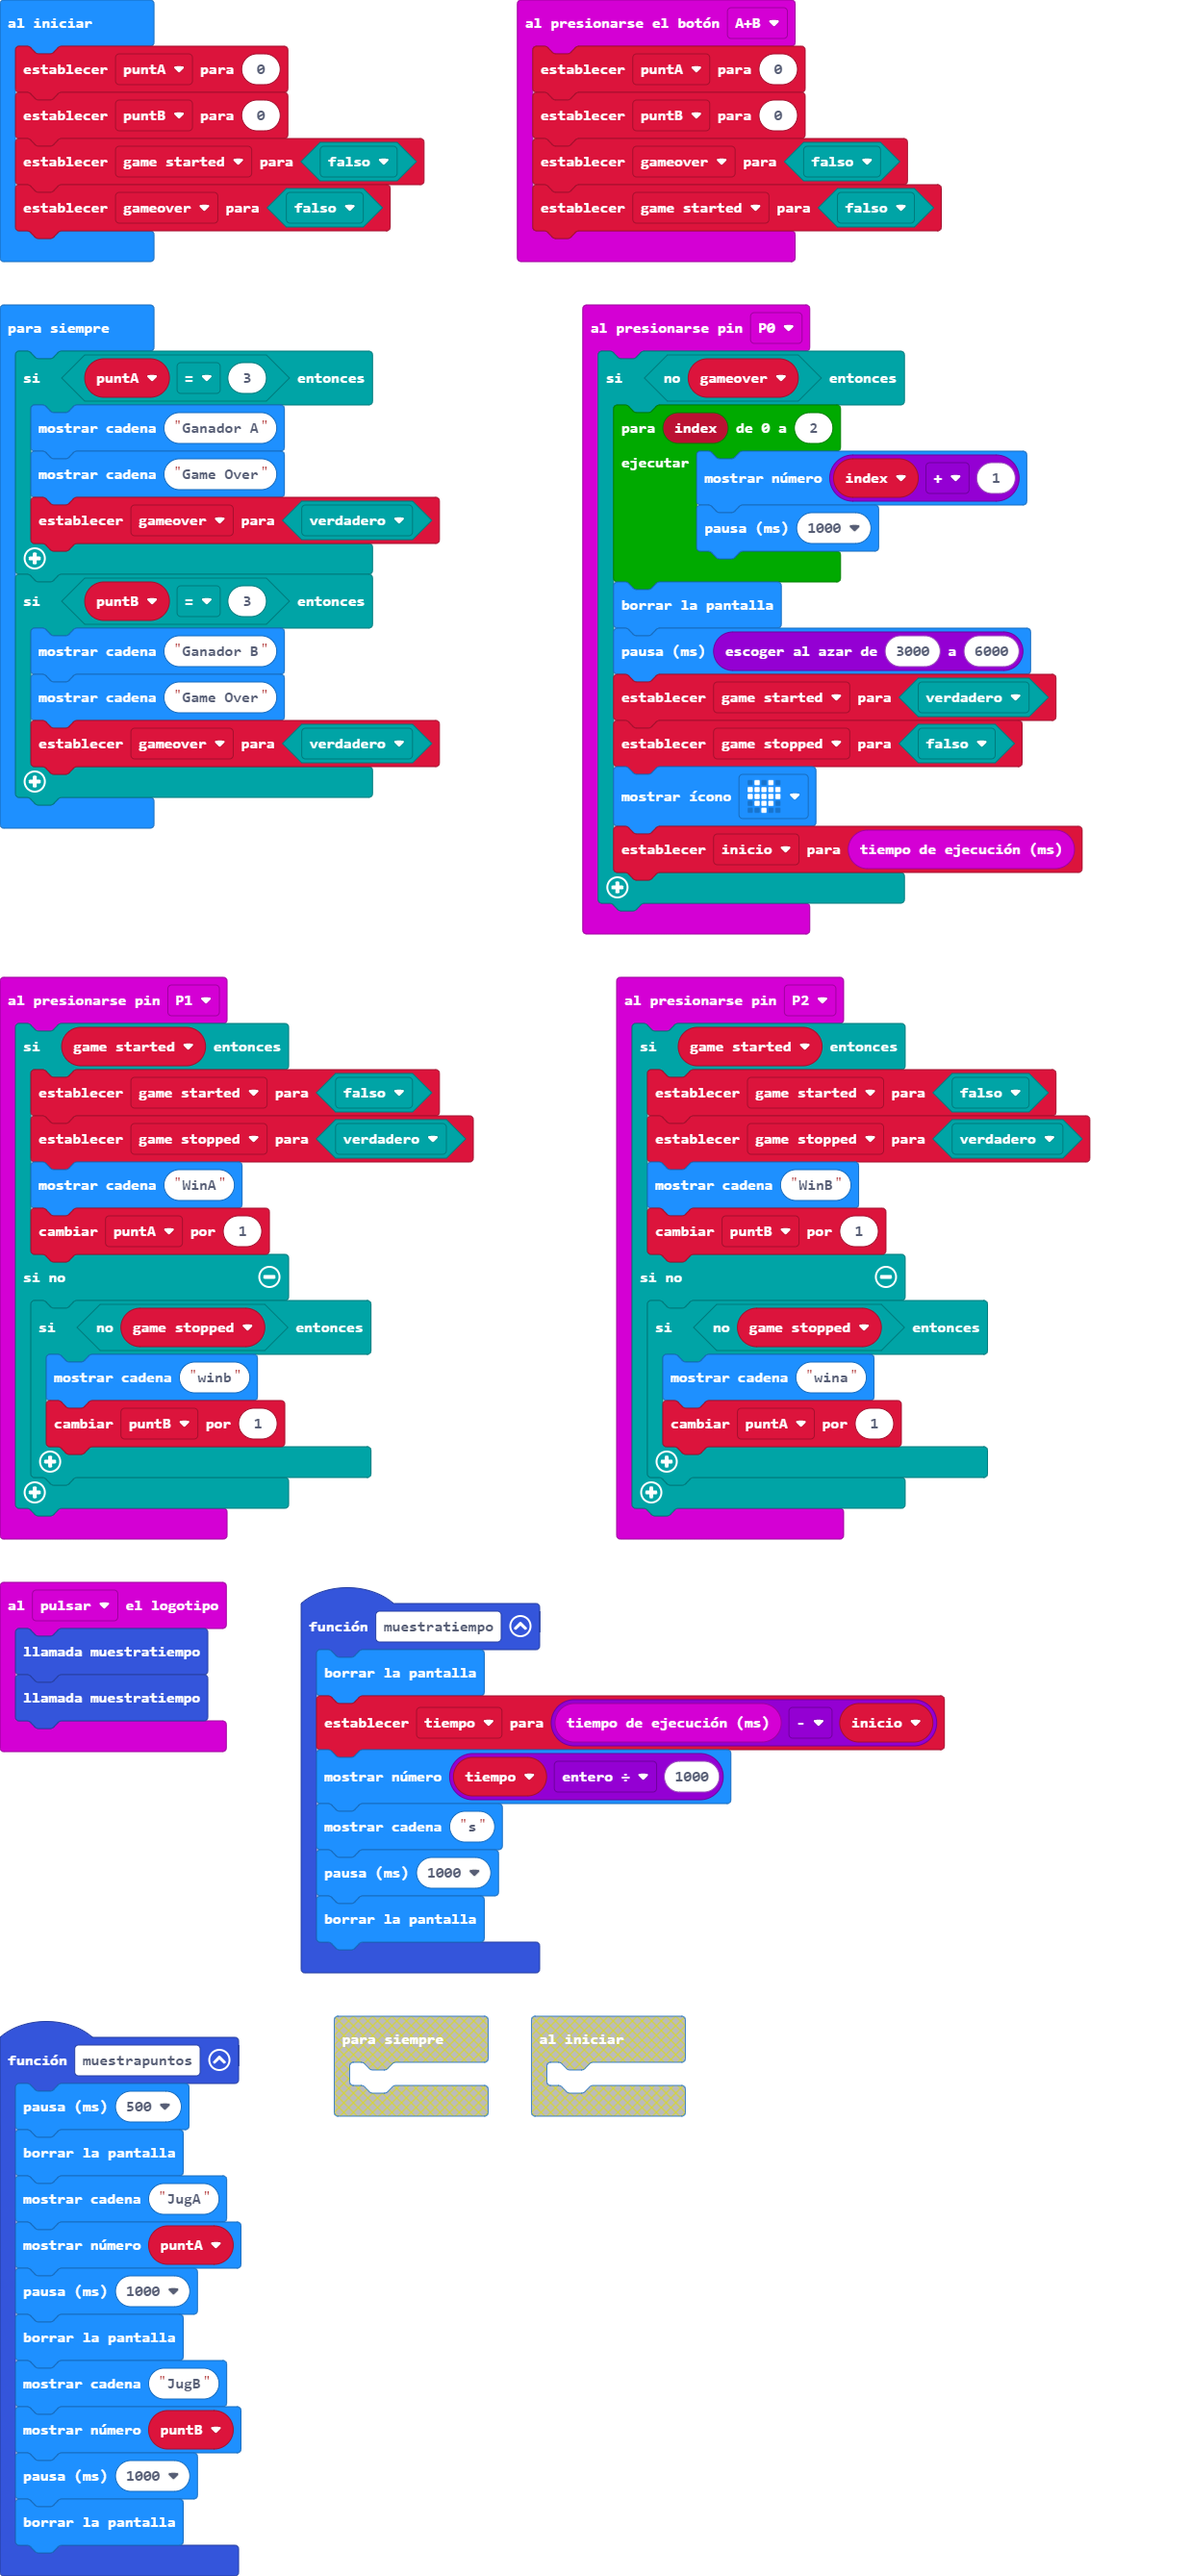 al iniciar
establecer puntA para 0
establecer puntB para 0
establecer game started para falso
establecer gameover para falso
al presionarse el botón A+B
establecer puntA para 0
establecer puntB para 0
establecer gameover para falso
establecer game started para falso
para siempre
si puntA = 3 entonces
mostrar cadena "Ganador A"
mostrar cadena "Game Over"
establecer gameover para verdadero
si puntB = 3 entonces
mostrar cadena "Ganador B"
mostrar cadena "Game Over"
establecer gameover para verdadero
al presionarse pin P0
si no gameover entonces
para index de 0 a 2
ejecutar
mostrar número index + 1
pausa (ms) 1000
borrar la pantalla
pausa (ms) escoger al azar de 3000 a 6000
establecer game started para verdadero
establecer game stopped para falso
mostrar ícono
establecer inicio para tiempo de ejecución (ms)
al presionarse pin P1
si game started entonces
establecer game started para falso
establecer game stopped para verdadero
mostrar cadena "WinA"
cambiar puntA por 1
si no
si no game stopped entonces
mostrar cadena "winb"
cambiar puntB por 1
al presionarse pin P2
si game started entonces
establecer game started para falso
establecer game stopped para verdadero
mostrar cadena "WinB"
cambiar puntB por 1
si no
si no game stopped entonces
mostrar cadena "wina"
cambiar puntA por 1
al pulsar el logotipo
llamada muestratiempo
llamada muestratiempo
función muestratiempo
borrar la pantalla
establecer tiempo para tiempo de ejecución (ms) - inicio
mostrar número tiempo entero ÷ 1000
mostrar cadena "s"
pausa (ms) 1000
borrar la pantalla
función muestrapuntos
pausa (ms) 500
borrar la pantalla
mostrar cadena "JugA"
mostrar número puntA
pausa (ms) 1000
borrar la pantalla
mostrar cadena "JugB"
mostrar número puntB
pausa (ms) 1000
borrar la pantalla
para siempre
al iniciar